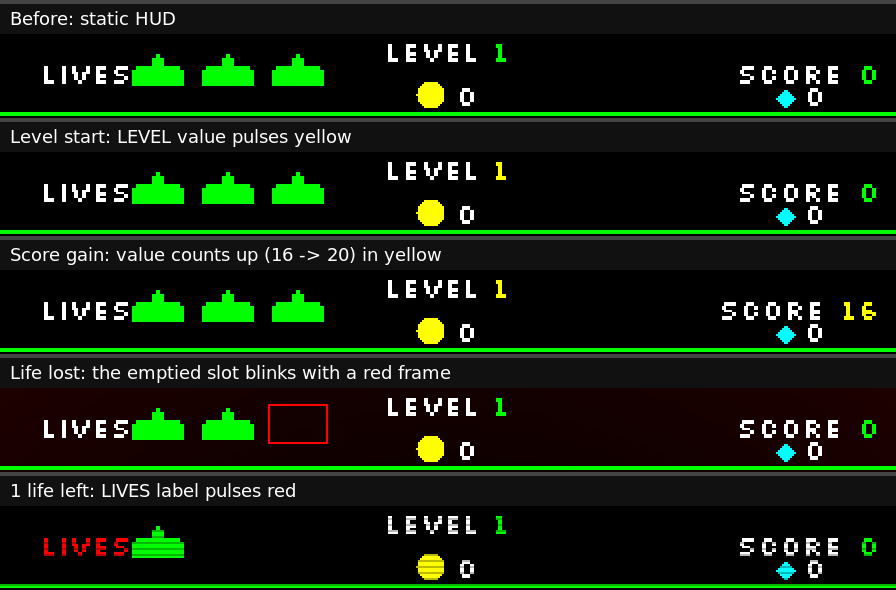 Before: static HUD
LIVES LEVEL 1 SCORE 0
0 0
Level start: LEVEL value pulses yellow
LIVES LEVEL 1 SCORE 0
0 0
Score gain: value counts up (16 -> 20) in yellow
LIVES LEVEL 1 SCORE 16
0 0
Life lost: the emptied slot blinks with a red frame
LIVES LEVEL 1 SCORE 0
0 0
1 life left: LIVES label pulses red
LIVES LEVEL 1 SCORE 0
0 0